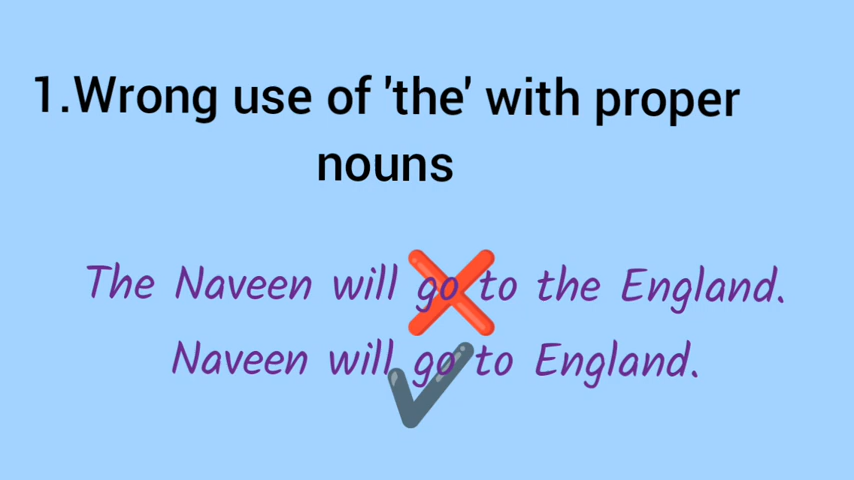 1.Wrong use of 'the' with proper
nouns
The Naveen will go to the England.
Naveen will go to England.